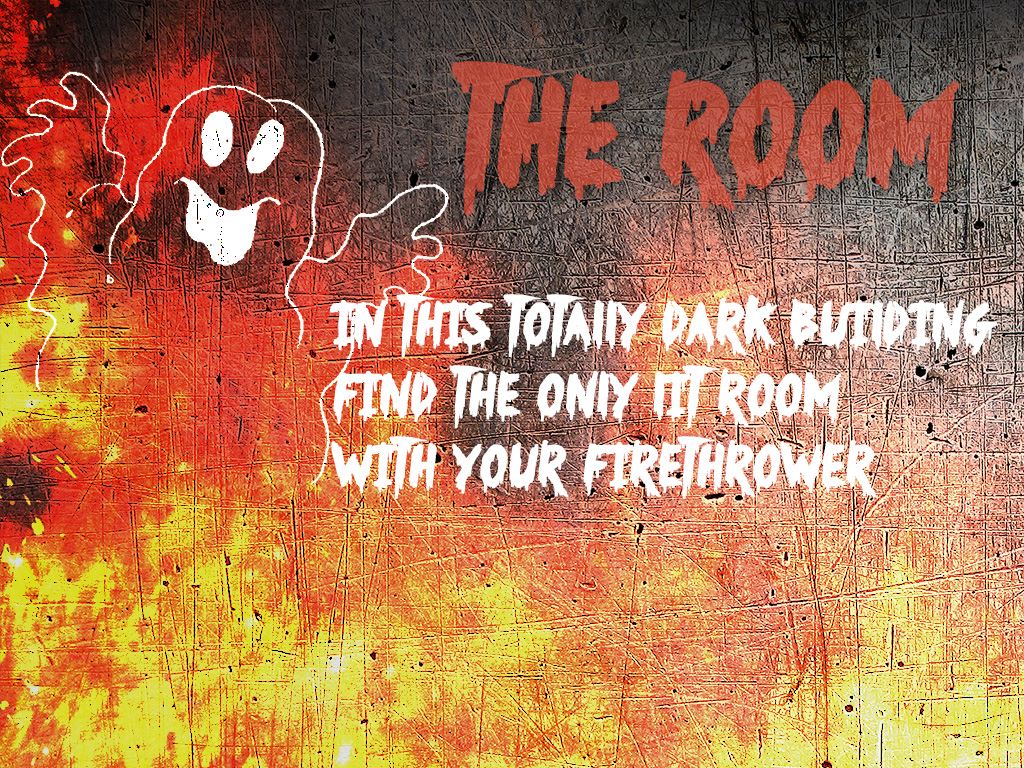 THE ROOM
IN THIS TOTALLY DARK BUILDING
FIND THE ONLY LIT ROOM
WITH YOUR FIRETHROWER